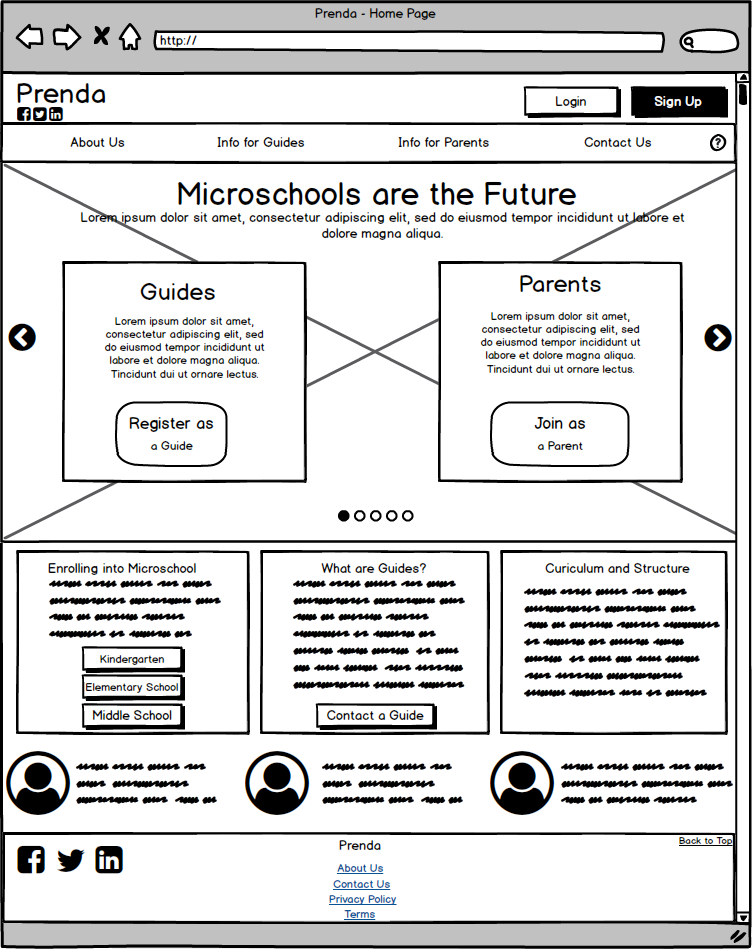 Prenda - Home Page
http://
Prenda
Login
Sign Up
About Us
Info for Guides
Info for Parents
Contact Us
?
Microschools are the Future
Lorem ipsum dolor sit amet, consectetur adipiscing elit, sed do eiusmod tempor incididunt ut labore et
dolore magna aliqua.
Guides
Lorem ipsum dolor sit amet,
consectetur adipiscing elit, sed
do eiusmod tempor incididunt ut
labore et dolore magna aliqua.
Tincidunt dui ut ornare lectus.
Register as
a Guide
Parents
Lorem ipsum dolor sit amet,
consectetur adipiscing elit, sed
do eiusmod tempor incididunt ut
labore et dolore magna aliqua.
Tincidunt dui ut ornare lectus.
Join as
a Parent
Enrolling into Microschool
Kindergarten
Elementary School
Middle School
What are Guides?
Contact a Guide
Curiculum and Structure
Prenda
About Us
Contact Us
Privacy Policy
Terms
Back to Top